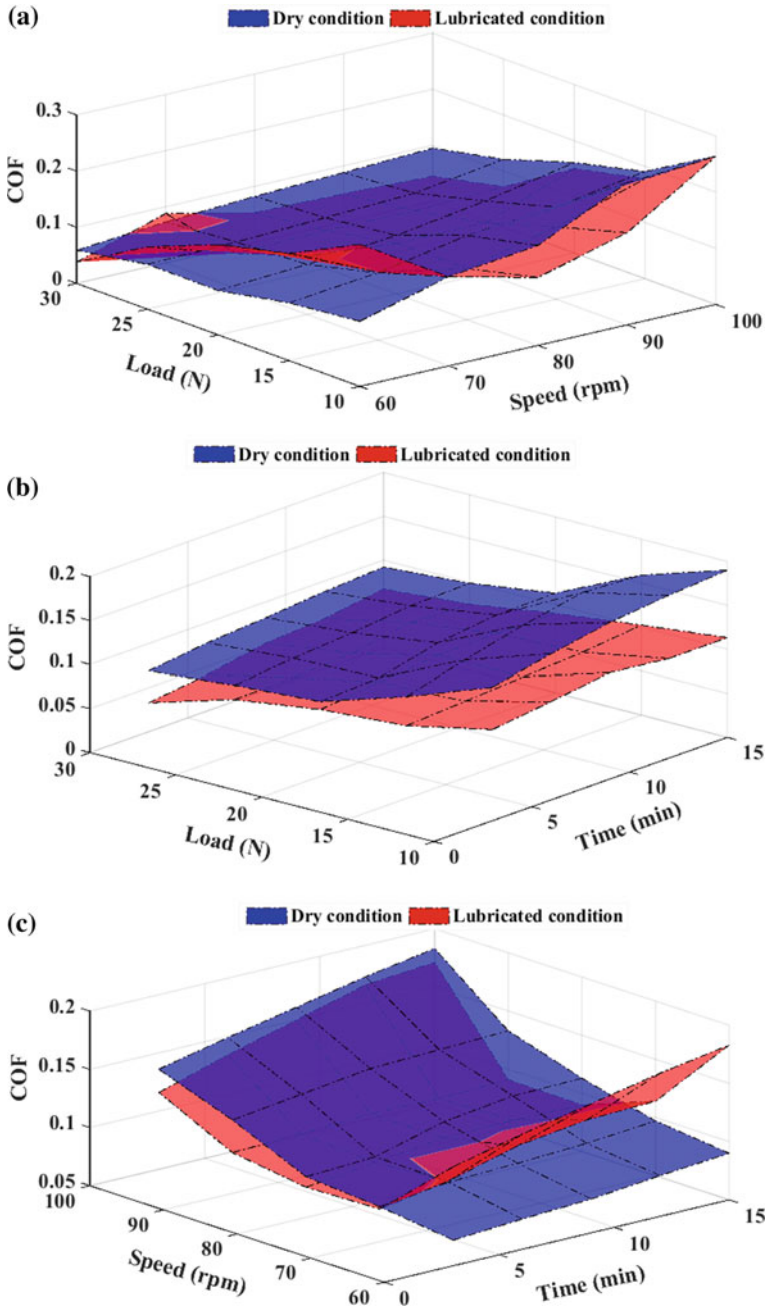 (a)
Dry condition Lubricated condition
0.3
0.2
0.1
0
COF
30
25
20
15
10
Load (N)
60
70
80
90
100
Speed (rpm)
(b)
Dry condition Lubricated condition
0.2
0.15
0.1
0.05
0
COF
30
25
20
15
10
Load (N)
0
5
10
15
Time (min)
(c)
Dry condition Lubricated condition
0.2
0.15
0.1
0.05
COF
100
90
80
70
60
Speed (rpm)
0
5
10
15
Time (min)